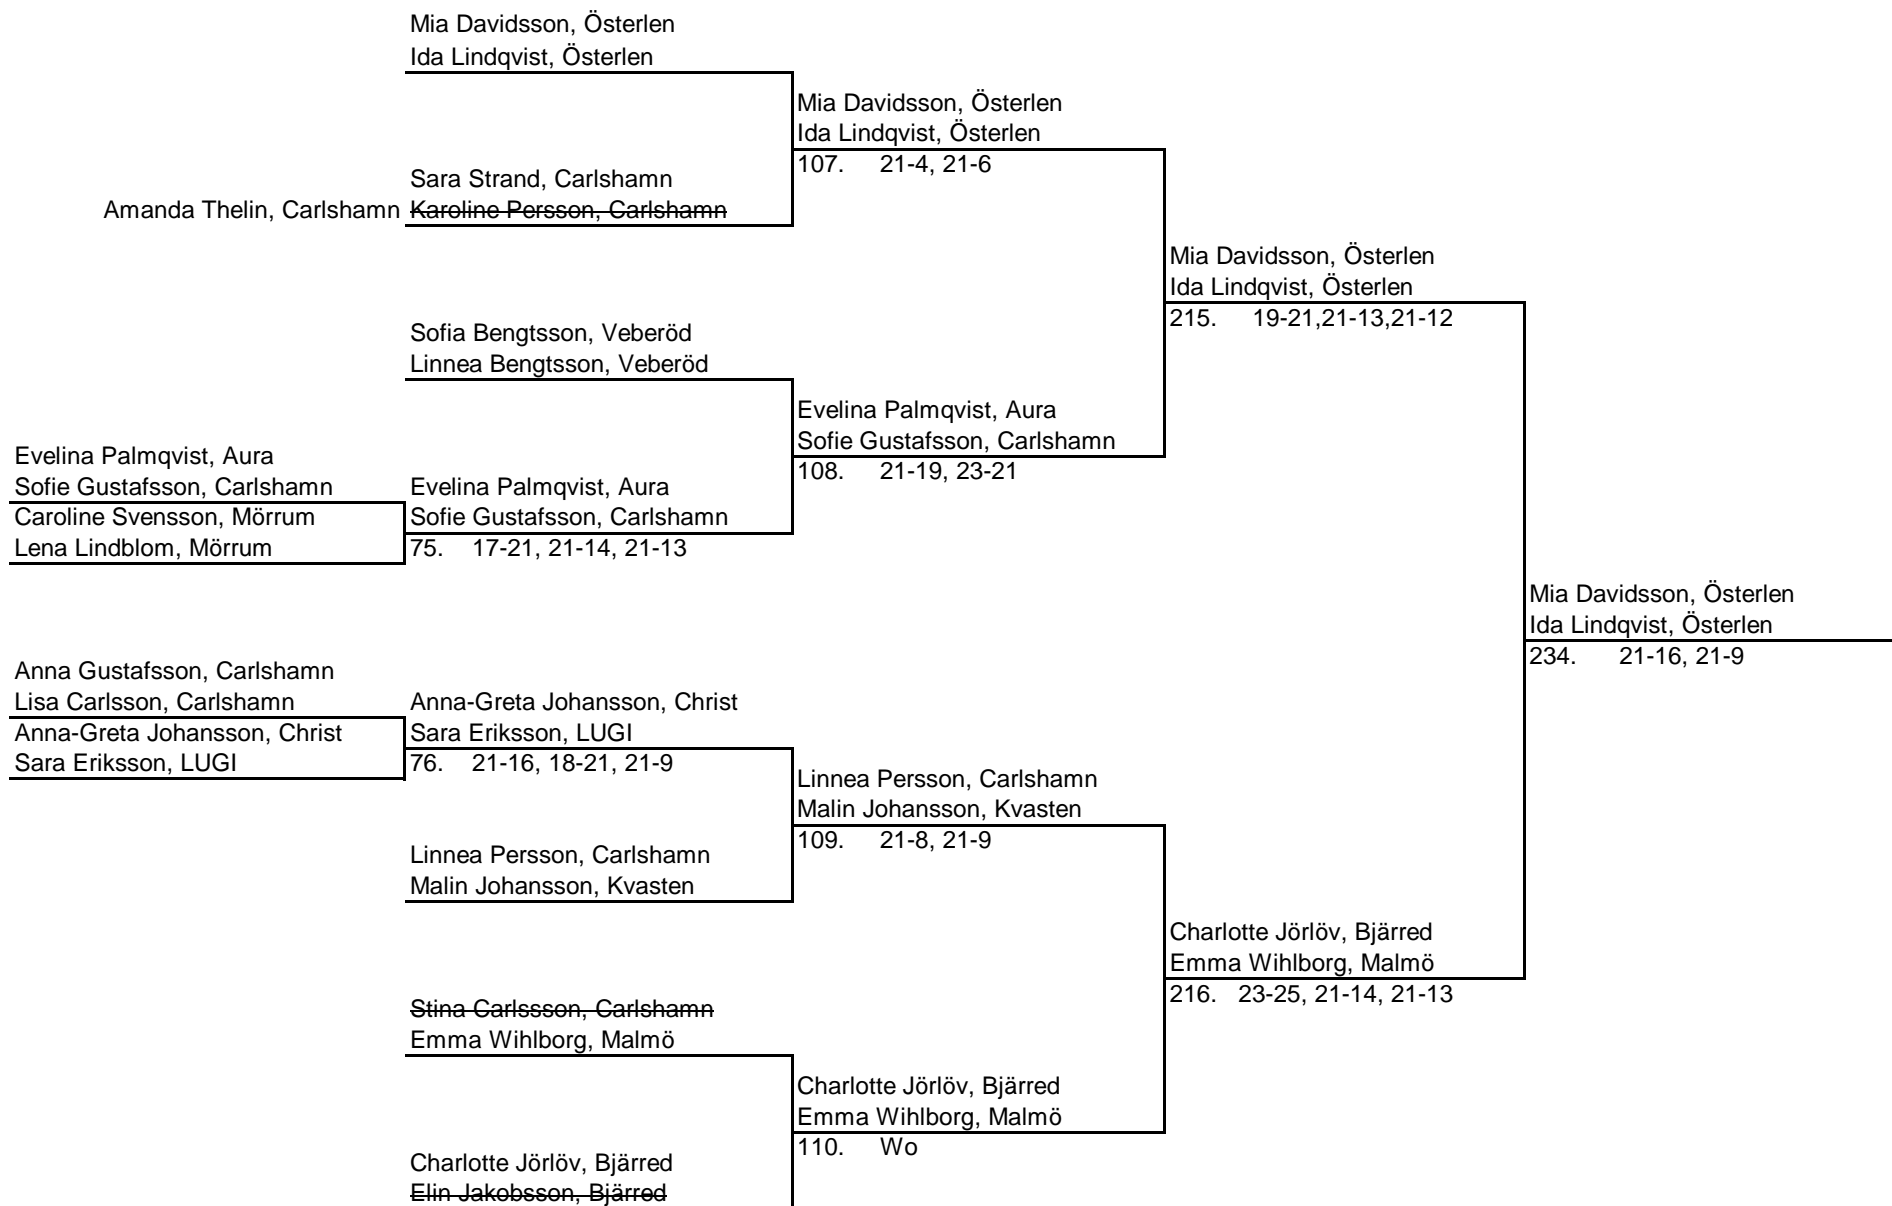 Mia Davidsson, Österlen
Ida Lindqvist, Österlen
Mia Davidsson, Österlen
Ida Lindqvist, Österlen
107. 21-4, 21-6
Sara Strand, Carlshamn
Amanda Thelin, Carlshamn Karoline Persson, Carlshamn
Mia Davidsson, Österlen
Ida Lindqvist, Österlen
215. 19-21,21-13,21-12
Sofia Bengtsson, Veberöd
Linnea Bengtsson, Veberöd
Evelina Palmqvist, Aura
Sofie Gustafsson, Carlshamn
108. 21-19, 23-21
Evelina Palmqvist, Aura
Sofie Gustafsson, Carlshamn
Caroline Svensson, Mörrum
Lena Lindblom, Mörrum
Evelina Palmqvist, Aura
Sofie Gustafsson, Carlshamn
75. 17-21, 21-14, 21-13
Mia Davidsson, Österlen
Ida Lindqvist, Österlen
234. 21-16, 21-9
Anna Gustafsson, Carlshamn
Lisa Carlsson, Carlshamn
Anna-Greta Johansson, Christ
Sara Eriksson, LUGI
Anna-Greta Johansson, Christ
Sara Eriksson, LUGI
76. 21-16, 18-21, 21-9
Linnea Persson, Carlshamn
Malin Johansson, Kvasten
109. 21-8, 21-9
Linnea Persson, Carlshamn
Malin Johansson, Kvasten
Charlotte Jörlöv, Bjärred
Emma Wihlborg, Malmö
216. 23-25, 21-14, 21-13
Stina Carlssson, Carlshamn
Emma Wihlborg, Malmö
Charlotte Jörlöv, Bjärred
Emma Wihlborg, Malmö
110. Wo
Charlotte Jörlöv, Bjärred
Elin Jakobsson, Bjärred